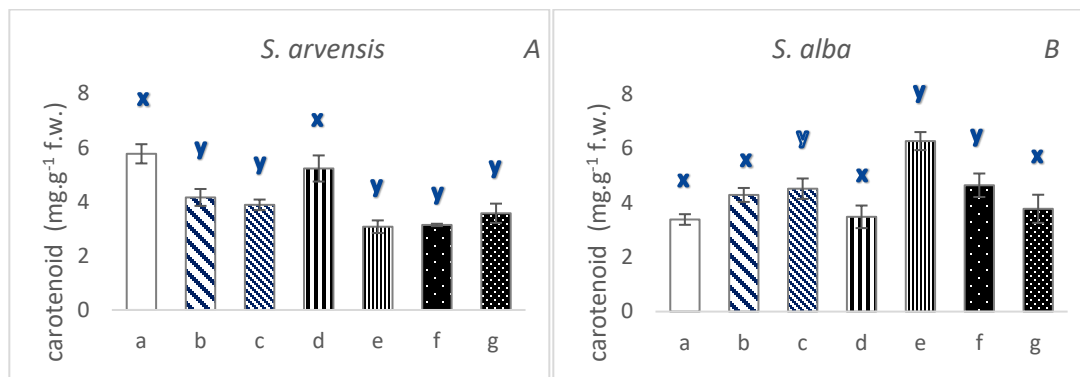 S. arvensis A
carotenoid (mg.g⁻¹ f.w.)
8
6
4
2
0
x y y x y y y
a b c d e f g
S. alba B
carotenoid (mg.g⁻¹ f.w.)
8
6
4
2
0
x x y x y y x
a b c d e f g